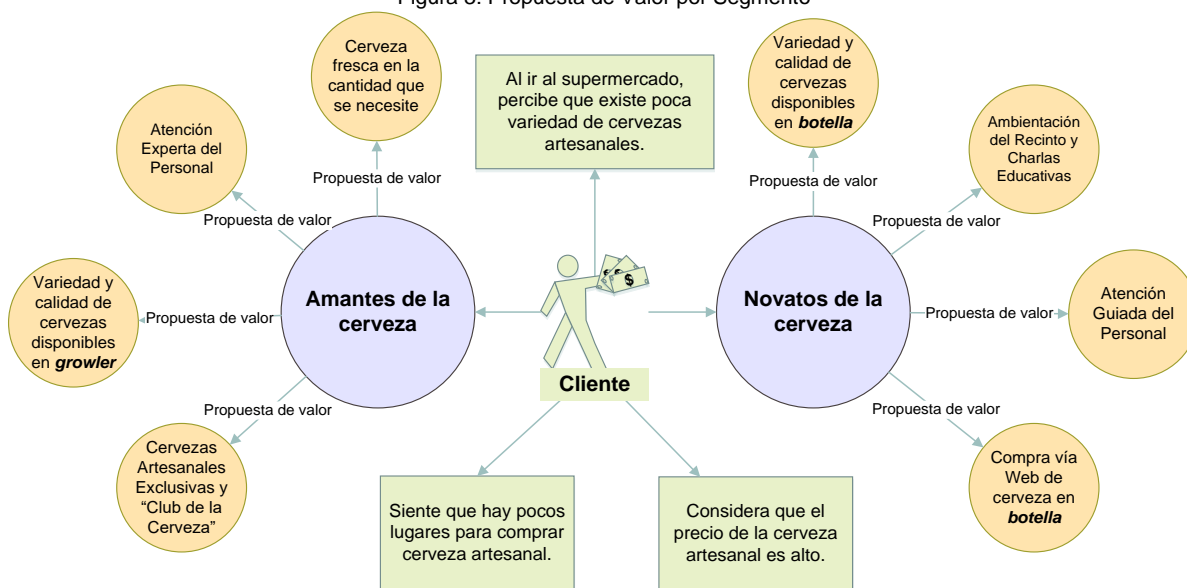 Cerveza
fresca en la
cantidad que
se necesite
Atención
Experta del
Personal
Variedad y
calidad de
cervezas
disponibles
en growler
Cervezas
Artesanales
Exclusivas y
“Club de la
Cerveza”
Propuesta de valor
Propuesta de valor
Propuesta de valor
Propuesta de valor
Amantes de la
cerveza
Al ir al supermercado,
percibe que existe poca
variedad de cervezas
artesanales.
$
Cliente
Siente que hay pocos
lugares para comprar
cerveza artesanal.
Considera que el
precio de la cerveza
artesanal es alto.
Novatos de la
cerveza
Propuesta de valor
Propuesta de valor
Propuesta de valor
Propuesta de valor
Variedad y
calidad de
cervezas
disponibles
en botella
Ambientación
del Recinto y
Charlas
Educativas
Atención
Guiada del
Personal
Compra vía
Web de
cerveza en
botella